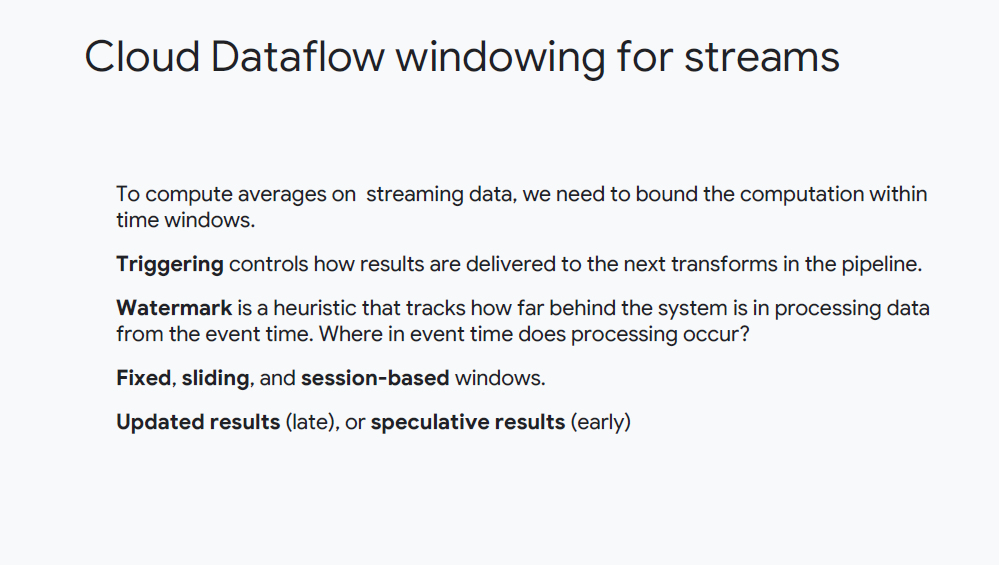 Cloud Dataflow windowing for streams
To compute averages on  streaming data, we need to bound the computation within
time windows.
Triggering controls how results are delivered to the next transforms in the pipeline.
Watermark is a heuristic that tracks how far behind the system is in processing data
from the event time. Where in event time does processing occur?
Fixed, sliding, and session-based windows.
Updated results (late), or speculative results (early)